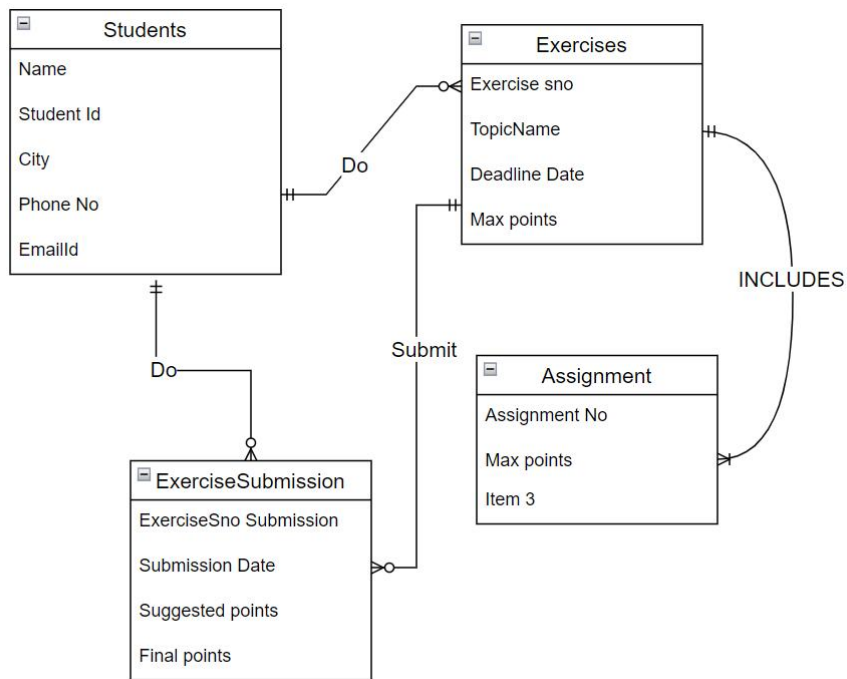 Students
Name
Student Id
City
Phone No
EmailId
Exercises
Exercise sno
TopicName
Deadline Date
Max points
Do
INCLUDES
Do
Submit
Assignment
Assignment No
Max points
Item 3
ExerciseSubmission
ExerciseSno Submission
Submission Date
Suggested points
Final points